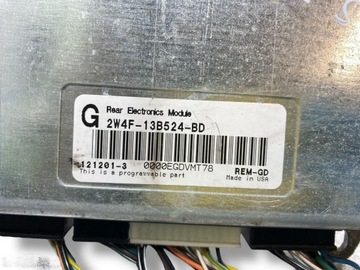 G Rear Electronics Module
2W4F-13B524-BD
121201-3 0000EGDVMT78 REM-GD
This is a programmable part Made in USA